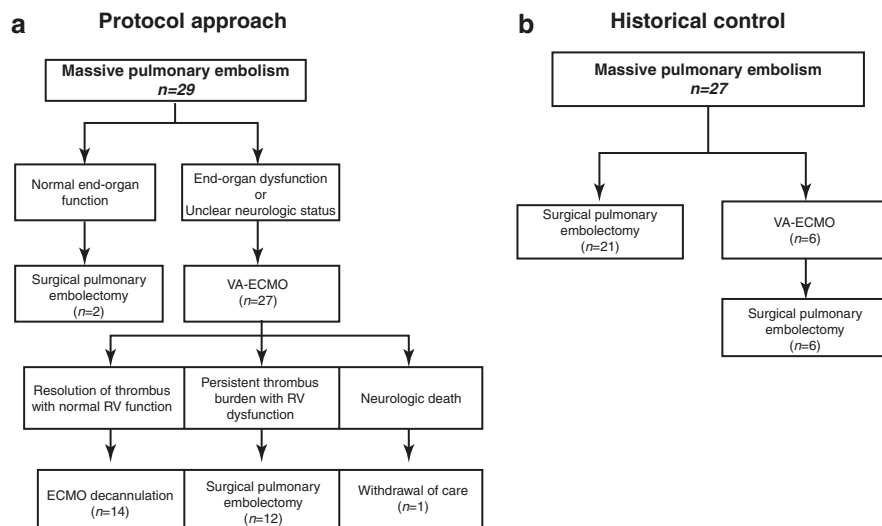 a
Protocol approach
Massive pulmonary embolism
n=29
Normal end-organ
function
End-organ dysfunction
or
Unclear neurologic status
Surgical pulmonary
embolectomy
(n=2)
VA-ECMO
(n=27)
Resolution of thrombus
with normal RV function
Persistent thrombus
burden with RV
dysfunction
Neurologic death
ECMO decannulation
(n=14)
Surgical pulmonary
embolectomy
(n=12)
Withdrawal of care
(n=1)
b
Historical control
Massive pulmonary embolism
n=27
Surgical pulmonary
embolectomy
(n=21)
VA-ECMO
(n=6)
Surgical pulmonary
embolectomy
(n=6)